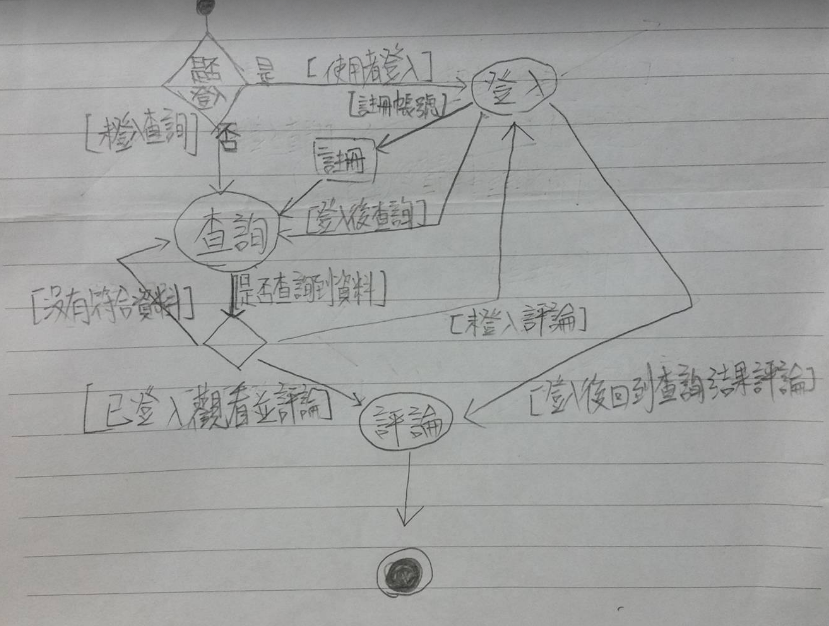 是否
登入
是
[使用者登入]
登入
[註冊帳號]
[未登入查詢]
否
註冊
[登入後查詢]
查詢
是否查詢到資料]
[沒有符合資料]
[未登入評論]
[已登入觀看並評論]
[登入後回到查詢結果評論]
評論